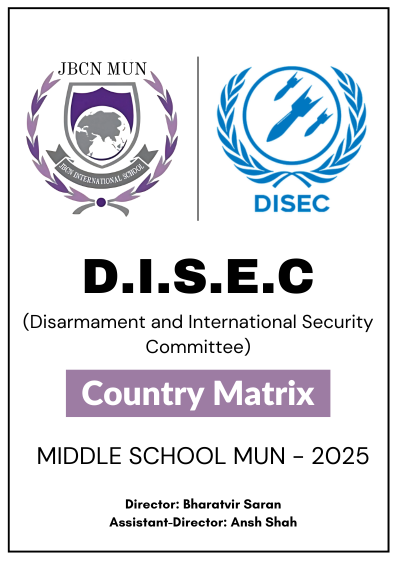 JBCN MUN
JBCN INTERNATIONAL SCHOOL
DISEC
D.I.S.E.C
(Disarmament and International Security
Committee)
Country Matrix
MIDDLE SCHOOL MUN - 2025
Director: Bharatvir Saran
Assistant-Director: Ansh Shah